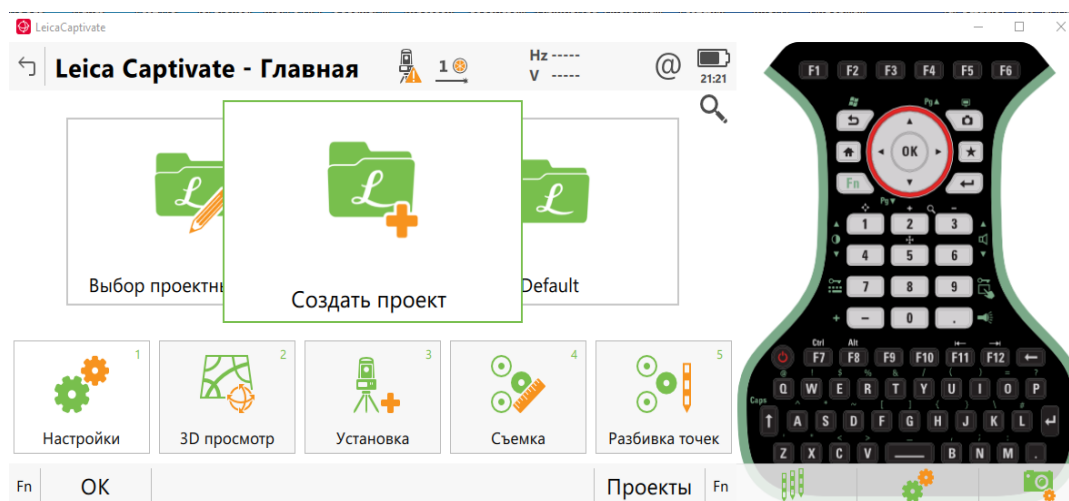 LeicaCaptivate
Leica Captivate - Главная
1
Hz -----
V -----
@
21:21
Выбор проектн
Создать проект
Default
1
2
3
4
5
Настройки
3D просмотр
Установка
Съемка
Разбивка точек
Fn
OK
Проекты
Fn
F1 F2 F3 F4 F5 F6
Pg
OK
Fn
Pg
1 2 3
4 5 6
7 8 9
+ - 0 .
Ctrl Alt
F7 F8 F9 F10 F11 F12
Q W E R T Y U I O P
Caps
A S D F G H J K L
Z X C V B N M .